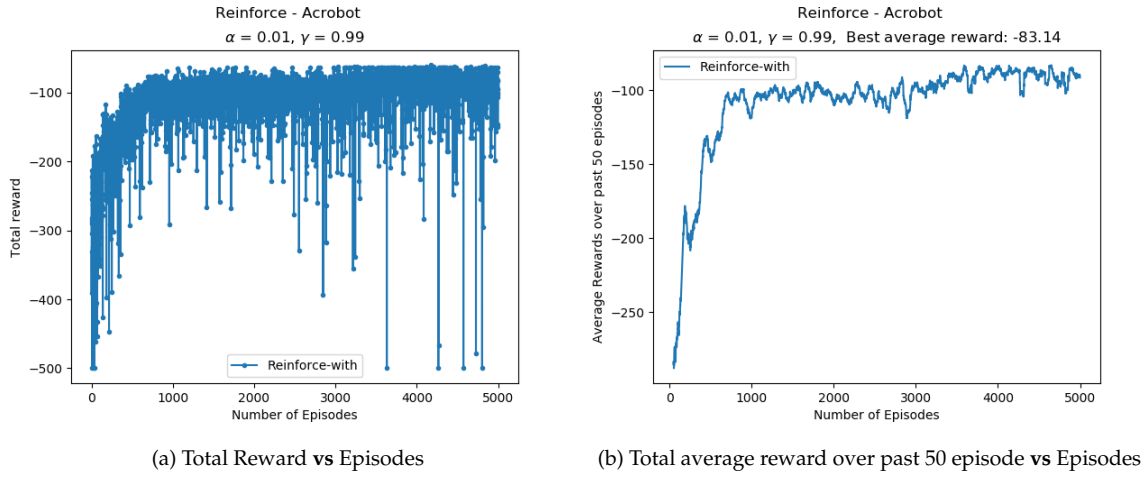 Reinforce - Acrobot
α = 0.01, γ = 0.99
Total reward
−100
−200
−300
−400
−500
Reinforce-with
0
1000
2000
3000
4000
5000
Number of Episodes
(a) Total Reward vs Episodes
Reinforce - Acrobot
α = 0.01, γ = 0.99, Best average reward: -83.14
Reinforce-with
Average Rewards over past 50 episodes
−100
−150
−200
−250
0
1000
2000
3000
4000
5000
Number of Episodes
(b) Total average reward over past 50 episode vs Episodes